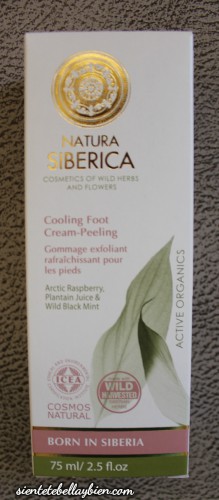 NATURA
SIBERICA
COSMETICS OF WILD HERBS
AND FLOWERS
Cooling Foot
Cream-Peeling
Gommage exfoliant
rafraîchissant pour
les pieds
Arctic Raspberry,
Plantain Juice &
Wild Black Mint
ACTIVE ORGANICS
ICEA
WILD
HARVESTED
COSMOS
NATURAL
BORN IN SIBERIA
75 ml/ 2.5 fl.oz
sientetebellaybien.com